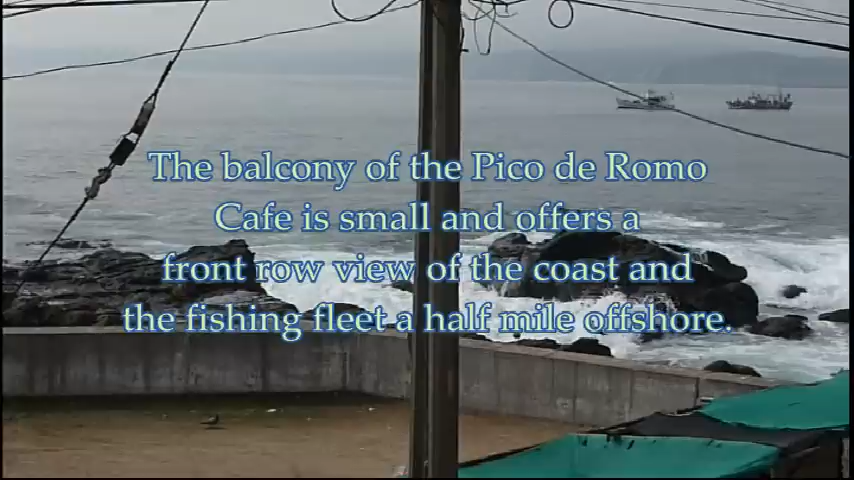 The balcony of the Pico de Romo
Cafe is small and offers a
front row view of the coast and
the fishing fleet a half mile offshore.